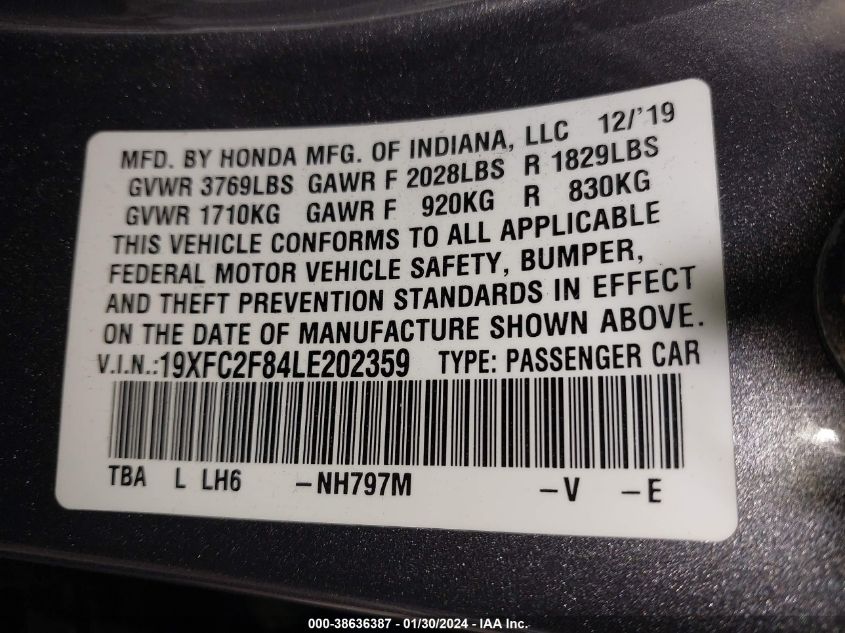 MFD. BY HONDA MFG. OF INDIANA, LLC 12/'19
GVWR 3769LBS GAWR F 2028LBS R 1829LBS
GVWR 1710KG GAWR F 920KG R 830KG
THIS VEHICLE CONFORMS TO ALL APPLICABLE
FEDERAL MOTOR VEHICLE SAFETY, BUMPER,
AND THEFT PREVENTION STANDARDS IN EFFECT
ON THE DATE OF MANUFACTURE SHOWN ABOVE.
V.I.N.:19XFC2F84LE202359 TYPE: PASSENGER CAR
TBA L LH6 -NH797M -V -E
000-38636387 - 01/30/2024 - IAA Inc.